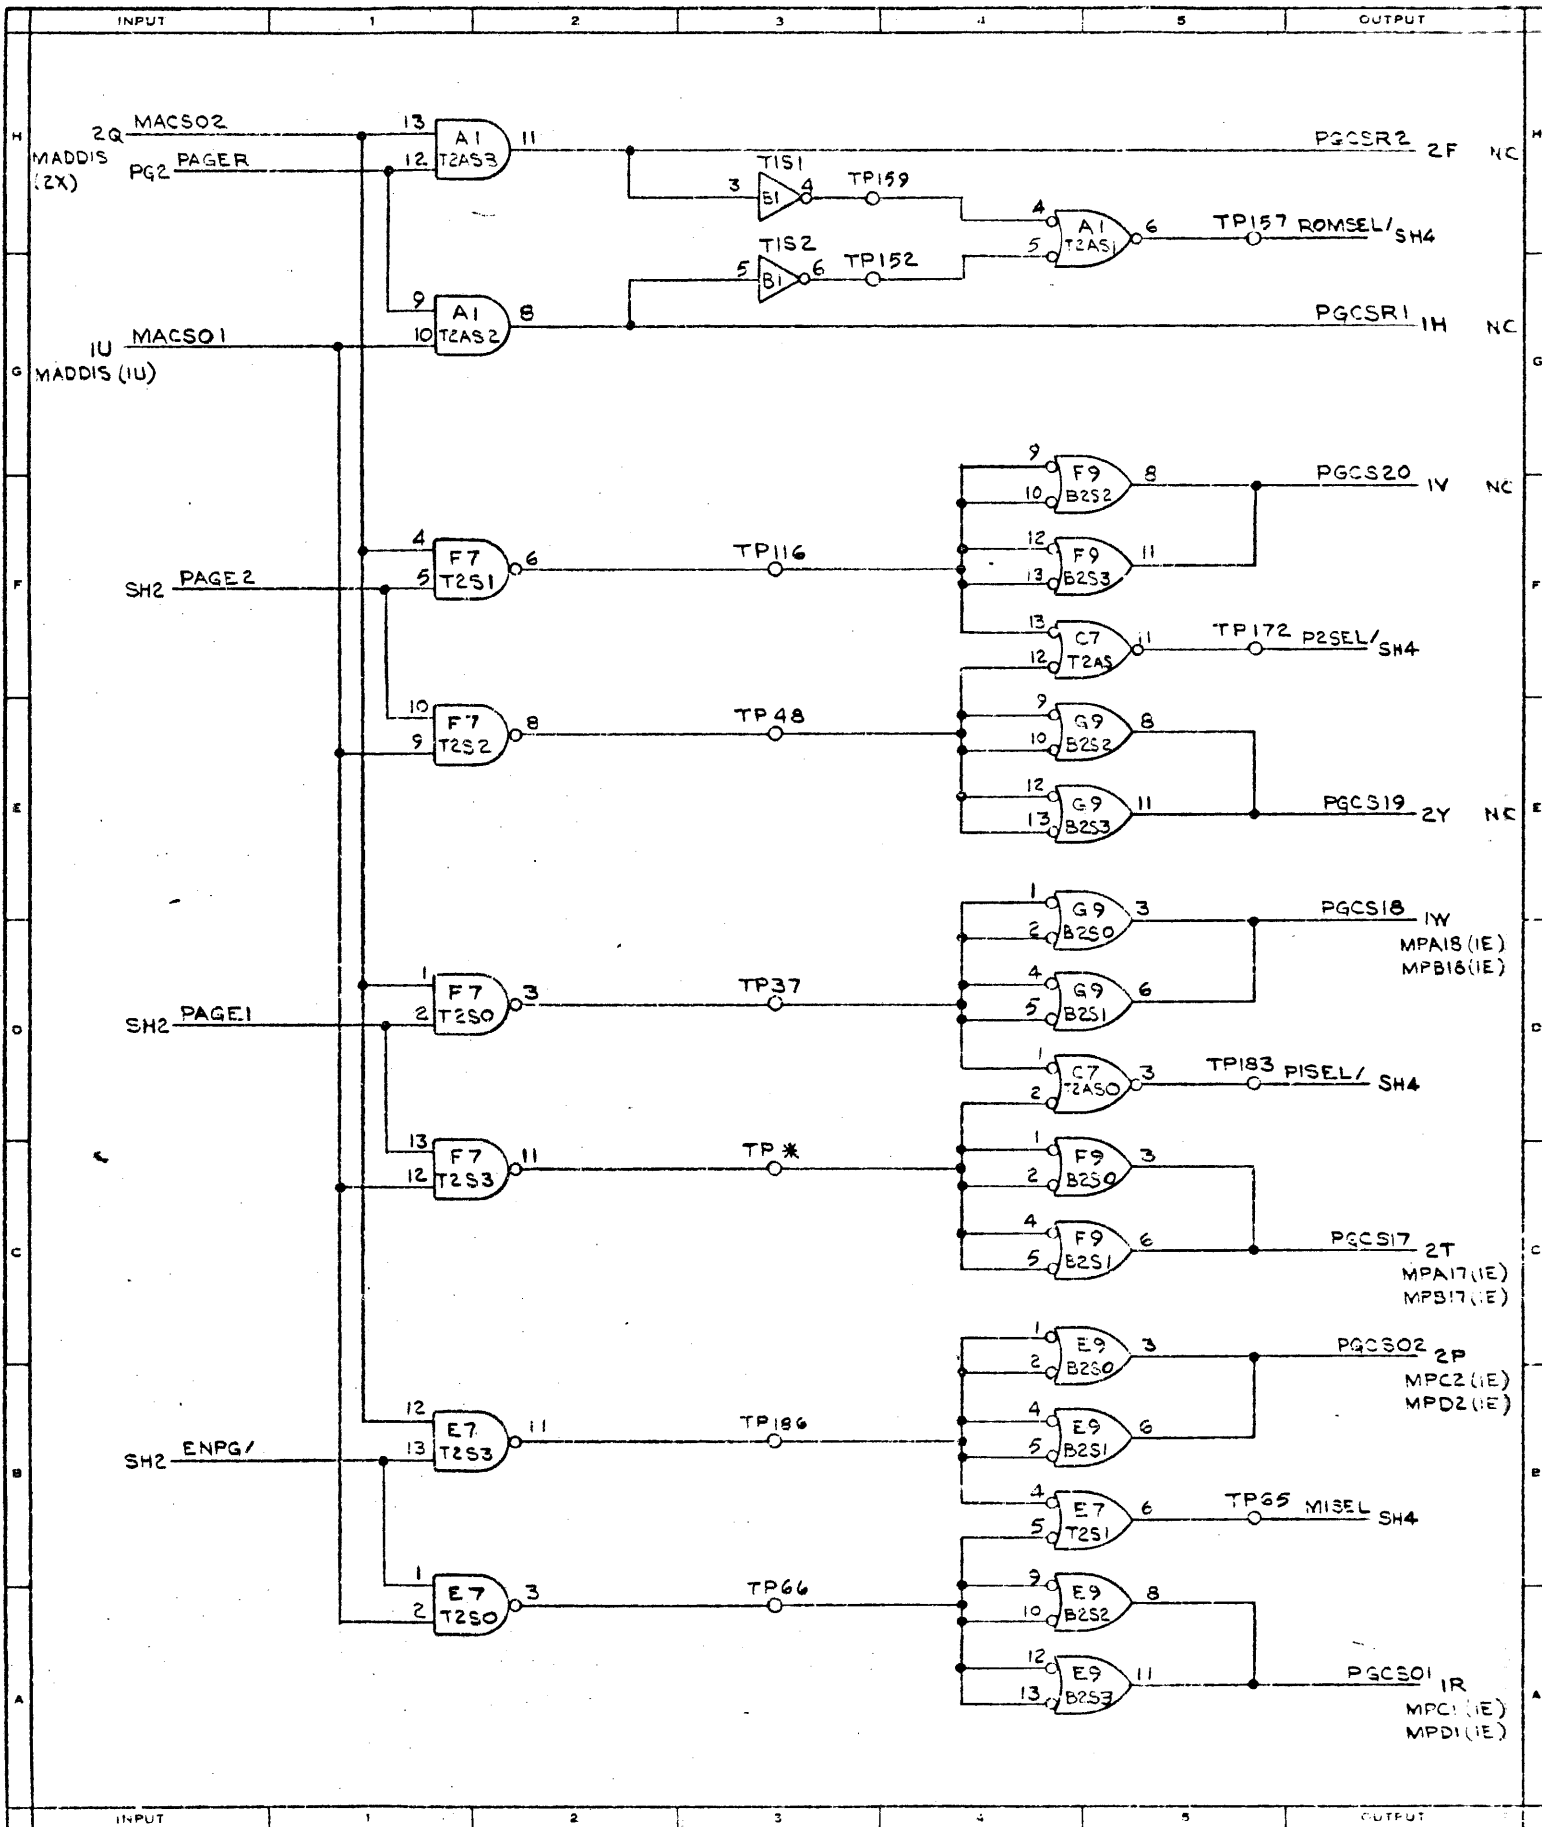 INPUT 1 2 3 4 5 OUTPUT
H H
2Q MACS02 13 A1 11 PGCSR2 2F NC
MADDIS T2AS3
(2X) PG2 PAGER 12
T1S1
3 B1 4 TP159
4 A1 6 TP157 ROMSEL/ SH4
5 T2AS1
T1S2
5 B1 6 TP152
9 A1 8 PGCSR1 1H NC
1U MACS01 10 T2AS2
G MADDIS (1U) G
9 F9 8 PGCS20 1V NC
10 B2S2
4 F7 6 TP116
12 F9 11
F SH2 PAGE2 5 T2S1 13 B2S3 F
13 C7 11 TP172 P2SEL/ SH4
12 T2AS
10 F7 8 TP48
9 T2S2
9 G9 8
10 B2S2
E 12 G9 11 PGCS19 2Y NC E
13 B2S3
1 G9 3 PGCS18 1W
2 B2S0 MPA18(1E)
MPB18(1E)
1 F7 3 TP37
4 G9 6
D SH2 PAGE1 2 T2S0 5 B2S1 D
1 C7 3 TP183 P1SEL/ SH4
2 T2AS0
13 F7 11 TP *
12 T2S3
1 F9 3
2 B2S0
C 4 F9 6 PGCS17 2T C
5 B2S1 MPA17(1E)
MPB17(1E)
1 E9 3 PGCS02 2P
2 B2S0 MPC2(1E)
MPD2(1E)
12 E7 11 TP186
4 E9 6
B SH2 ENPG/ 13 T2S3 5 B2S1 B
4 E7 6 TP65 MISEL SH4
5 T2S1
1 E7 3 TP66
2 T2S0
9 E9 8
10 B2S2
A 12 E9 11 PGCS01 1R A
13 B2S3 MPC1(1E)
MPD1(1E)
INPUT 1 2 3 4 5 OUTPUT